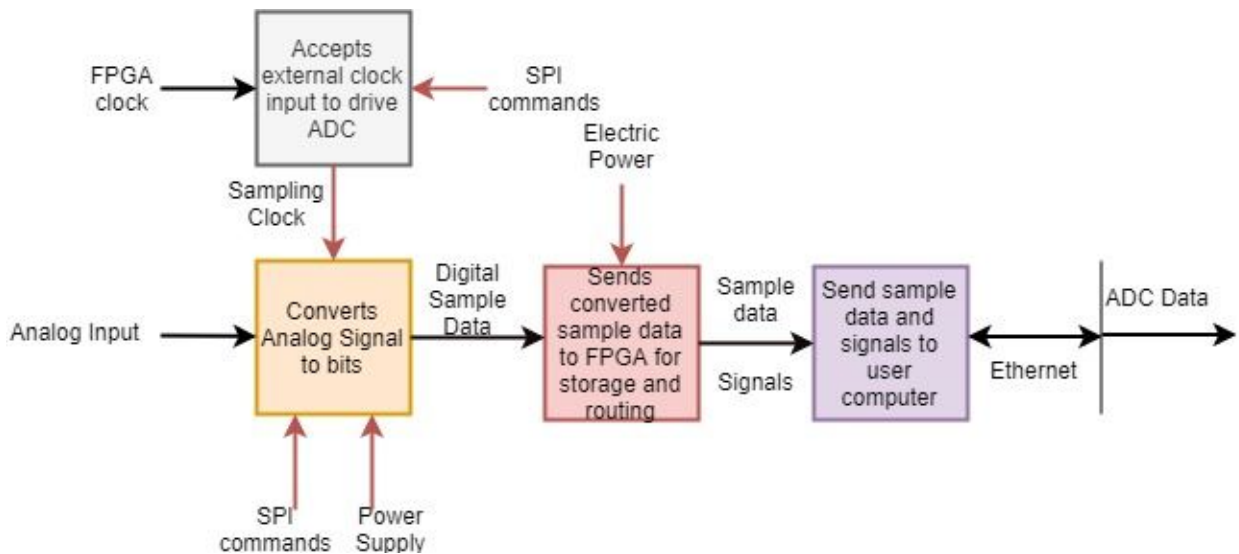 FPGA
clock
Accepts
external clock
input to drive
ADC
SPI
commands
Electric
Power
Sampling
Clock
Analog Input
Converts
Analog Signal
to bits
Digital
Sample
Data
Sends
converted
sample data
to FPGA for
storage and
routing
Sample
data
Signals
Send sample
data and
signals to
user
computer
Ethernet
ADC Data
SPI
commands
Power
Supply